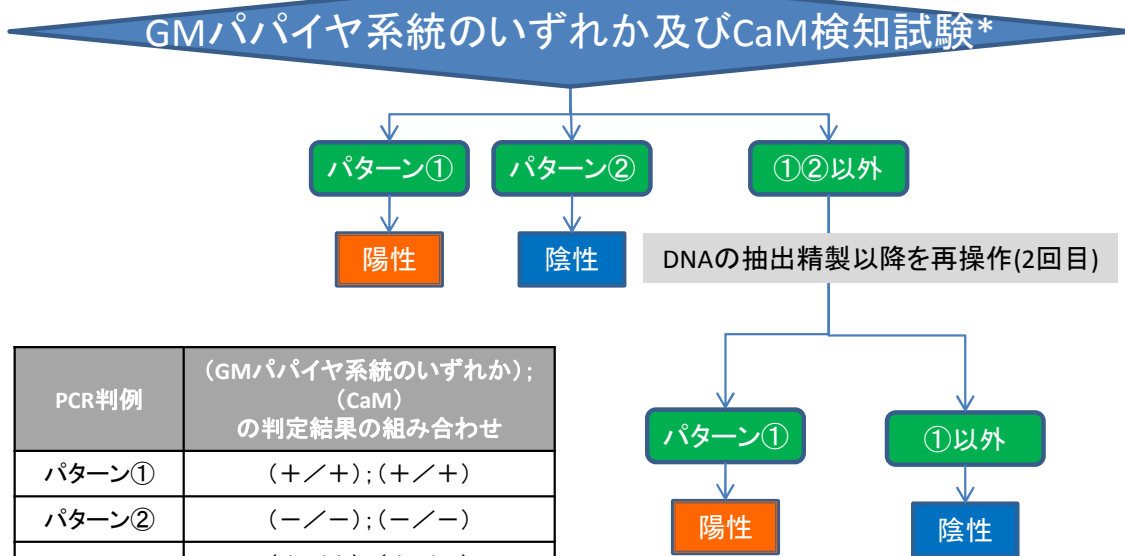 GMパパイヤ系統のいずれか及びCaM検知試験*
パターン①
パターン②
①②以外
陽性
陰性
DNAの抽出精製以降を再操作(2回目)
パターン①
①以外
陽性
陰性
PCR判例
（GMパパイヤ系統のいずれか）;
（CaM）
の判定結果の組み合わせ
パターン①
（＋／＋）;（＋／＋）
パターン②
（－／－）;（－／－）